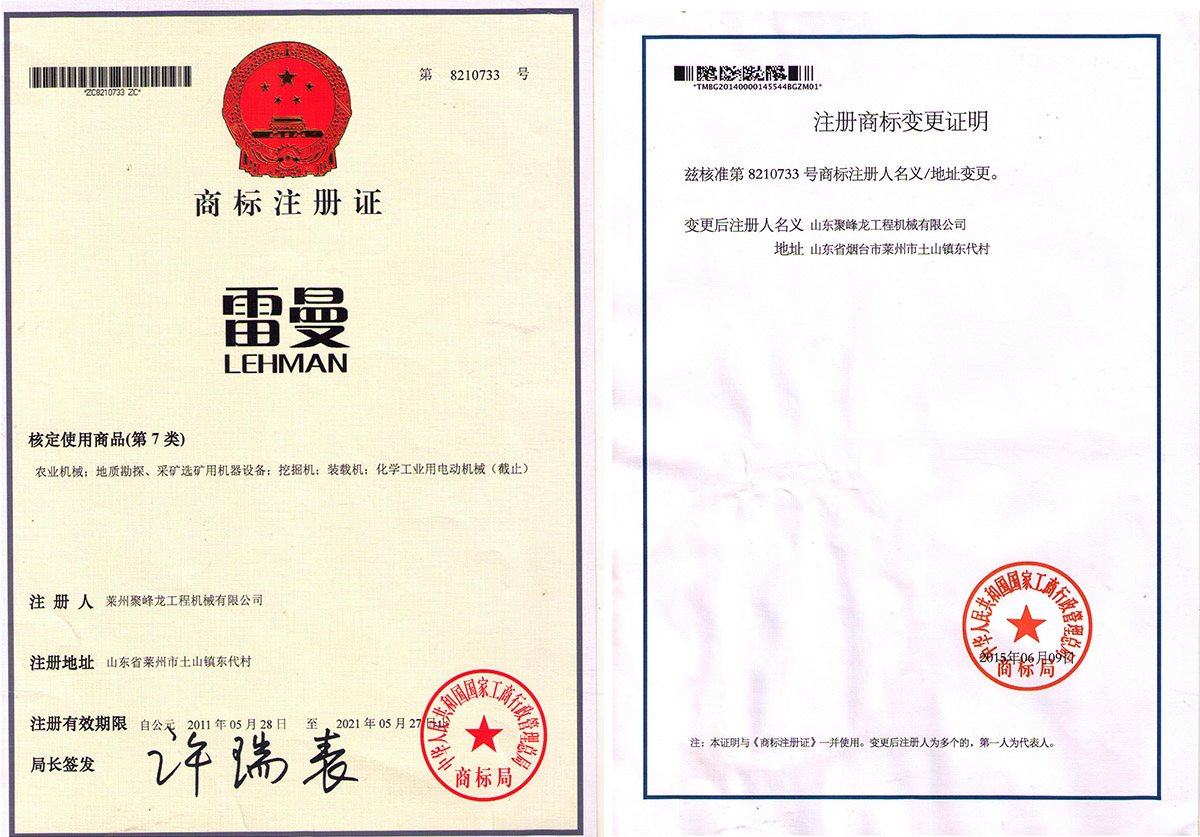 *ZC8210733 ZC*
第 8210733 号
商标注册证
雷曼
LEHMAN
核定使用商品(第 7 类)
农业机械；地质勘探、采矿选矿用机器设备；挖掘机；装载机；化学工业用电动机械（截止）
注 册 人 莱州聚峰龙工程机械有限公司
注册地址 山东省莱州市土山镇东代村
注册有效期限 自公元 2011 年 05 月 28 日 至 2021 年 05 月 27 日止
局长签发 许瑞表
中华人民共和国国家工商行政管理总局
商标局
*TMBG20140000145544BGZM01*
注册商标变更证明
兹核准第 8210733 号商标注册人名义/地址变更。
变更后注册人名义 山东聚峰龙工程机械有限公司
地址 山东省烟台市莱州市土山镇东代村
中华人民共和国国家工商行政管理总局
2015年06月09日
商标局
注：本证明与《商标注册证》一并使用。变更后注册人为多个的，第一人为代表人。